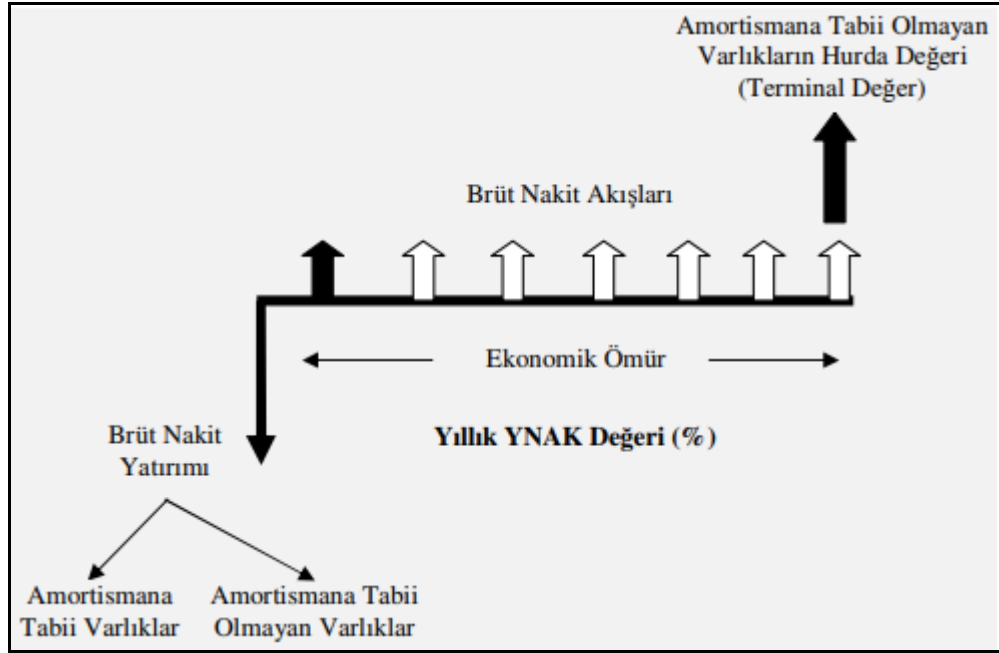 Amortismana Tabii Olmayan
Varlıkların Hurda Değeri
(Terminal Değer)
Brüt Nakit Akışları
Ekonomik Ömür
Yıllık YNAK Değeri (%)
Brüt Nakit
Yatırımı
Amortismana
Tabii Varlıklar
Amortismana Tabii
Olmayan Varlıklar